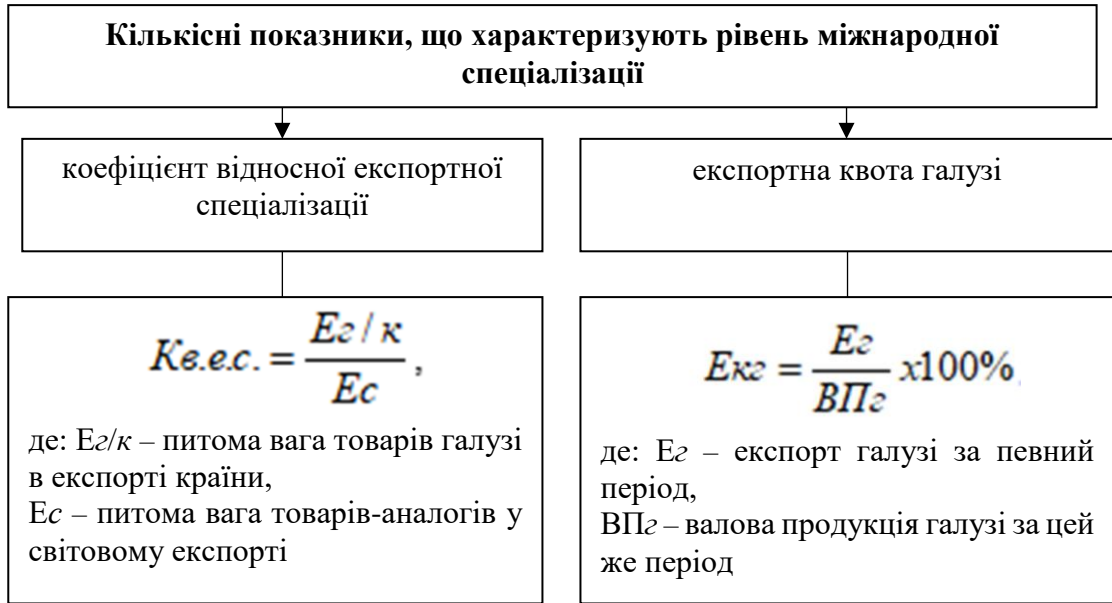 Кількісні показники, що характеризують рівень міжнародної
спеціалізації
коефіцієнт відносної експортної
спеціалізації
експортна квота галузі
Кв.е.с. = Ег / к / Ес ,
де: Ег/к – питома вага товарів галузі
в експорті країни,
Ес – питома вага товарів-аналогів у
світовому експорті
Екг = Ег / ВПг х100%
де: Ег – експорт галузі за певний
період,
ВПг – валова продукція галузі за цей
же період